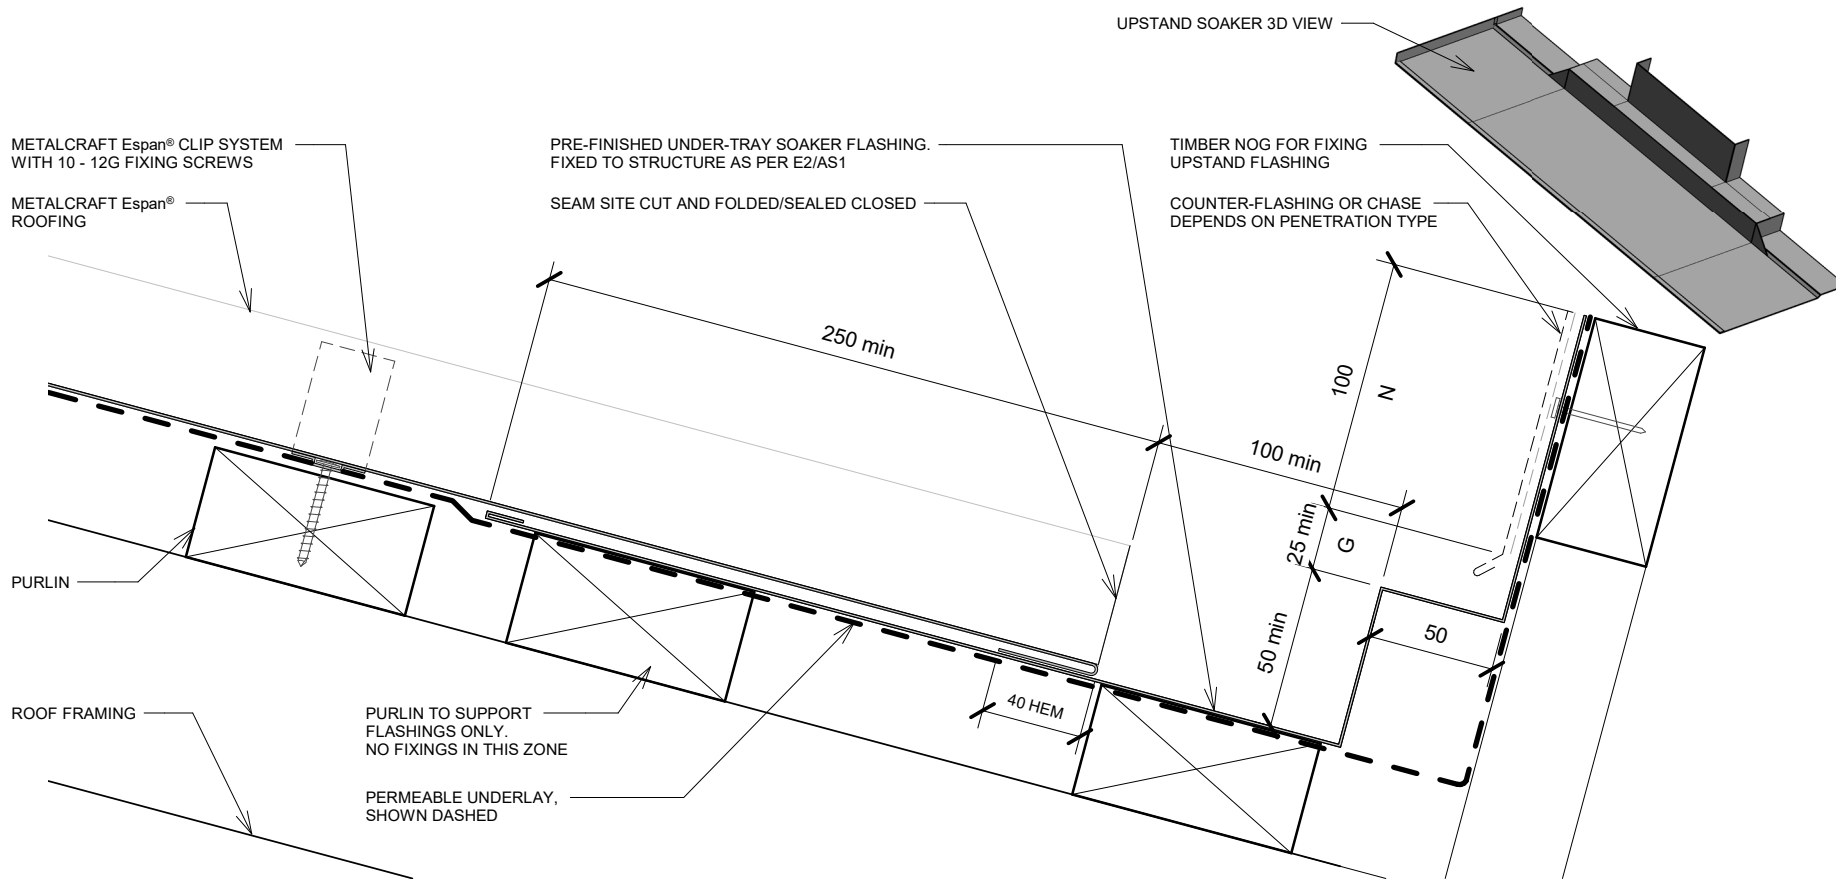 UPSTAND SOAKER 3D VIEW
METALCRAFT Espan® CLIP SYSTEM
WITH 10 - 12G FIXING SCREWS
METALCRAFT Espan®
ROOFING
PRE-FINISHED UNDER-TRAY SOAKER FLASHING.
FIXED TO STRUCTURE AS PER E2/AS1
SEAM SITE CUT AND FOLDED/SEALED CLOSED
TIMBER NOG FOR FIXING
UPSTAND FLASHING
COUNTER-FLASHING OR CHASE
DEPENDS ON PENETRATION TYPE
250 min
100
N
100 min
25 min
G
50 min
50
40 HEM
PURLIN
ROOF FRAMING
PURLIN TO SUPPORT
FLASHINGS ONLY.
NO FIXINGS IN THIS ZONE
PERMEABLE UNDERLAY,
SHOWN DASHED